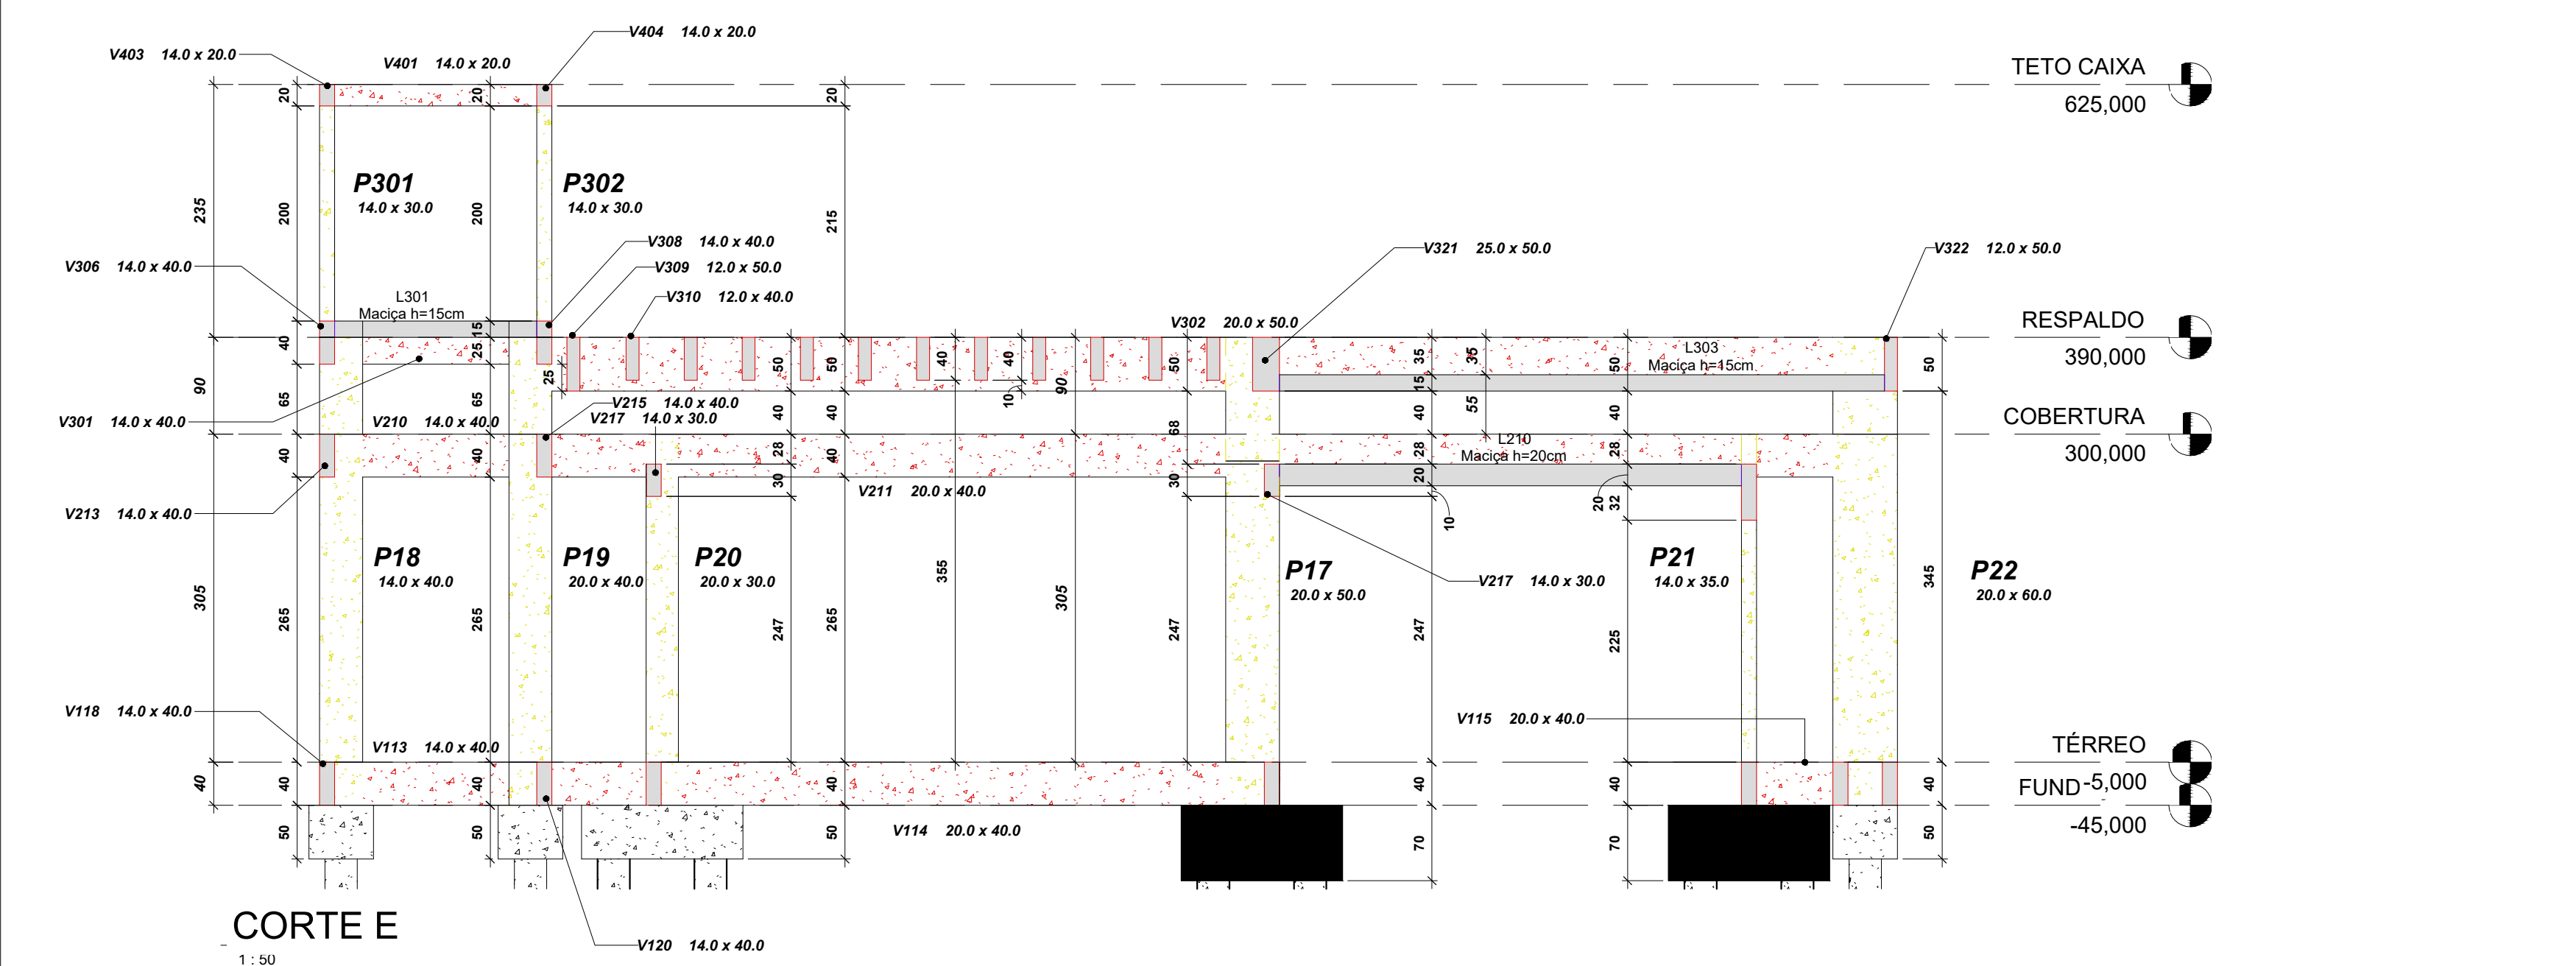 V404 14.0 x 20.0
V403 14.0 x 20.0
V401 14.0 x 20.0
TETO CAIXA
625,000
20
20
20
P301
14.0 x 30.0
P302
14.0 x 30.0
235
200
200
215
V308 14.0 x 40.0
V309 12.0 x 50.0
V310 12.0 x 40.0
V306 14.0 x 40.0
V321 25.0 x 50.0
V322 12.0 x 50.0
L301
Maciça h=15cm
V302 20.0 x 50.0
RESPALDO
390,000
40
15
25
25
50
50
40
40
10
90
50
35
15
35
50
L303
Maciça h=15cm
50
90
65
65
40
40
68
40
55
40
V301 14.0 x 40.0
V210 14.0 x 40.0
V215 14.0 x 40.0
V217 14.0 x 30.0
COBERTURA
300,000
40
40
28
30
40
30
28
20
28
20
32
10
L210
Maciça h=20cm
V211 20.0 x 40.0
V213 14.0 x 40.0
P18
14.0 x 40.0
P19
20.0 x 40.0
P20
20.0 x 30.0
P17
20.0 x 50.0
V217 14.0 x 30.0
P21
14.0 x 35.0
P22
20.0 x 60.0
305
265
265
247
265
355
305
247
247
225
345
V118 14.0 x 40.0
V113 14.0 x 40.0
V115 20.0 x 40.0
TÉRREO
-5,000
FUND
-45,000
40
40
40
40
40
40
40
50
50
50
70
70
50
V114 20.0 x 40.0
V120 14.0 x 40.0
CORTE E
1 : 50